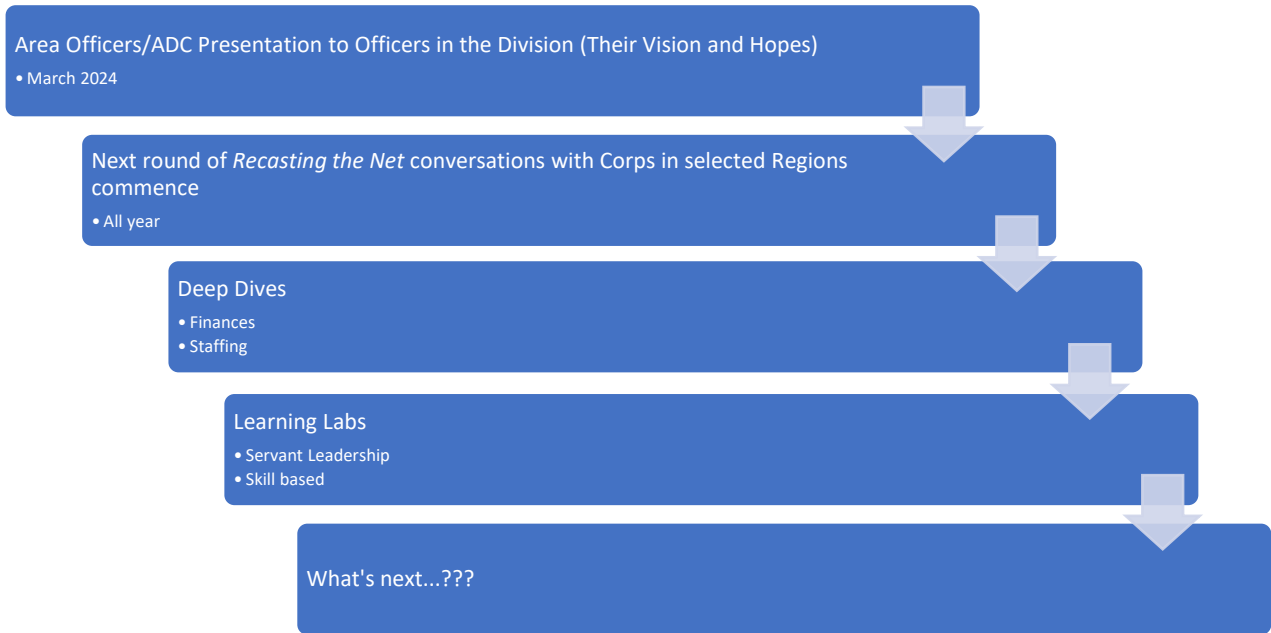 Area Officers/ADC Presentation to Officers in the Division (Their Vision and Hopes)
• March 2024
Next round of Recasting the Net conversations with Corps in selected Regions
commence
• All year
Deep Dives
• Finances
• Staffing
Learning Labs
• Servant Leadership
• Skill based
What's next...???